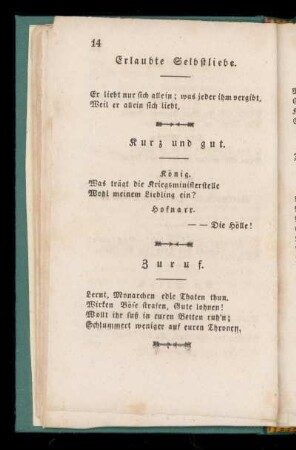 14
Erlaubte Selbstliebe.
Er liebt nur sich allein; was jeder ihm vergibt,
Weil er allein sich liebt.
Kurz und gut.
König.
Was trägt die Kriegsministerstelle
Wohl meinem Liebling ein?
Hofnarr.
— — Die Hölle!
Zuruf.
Lernt, Monarchen edle Thaten thun.
Wirken Böse strafen, Gute lohnen!
Wollt ihr süß in euren Betten ruh'n;
Schlummert weniger auf euren Thronen.